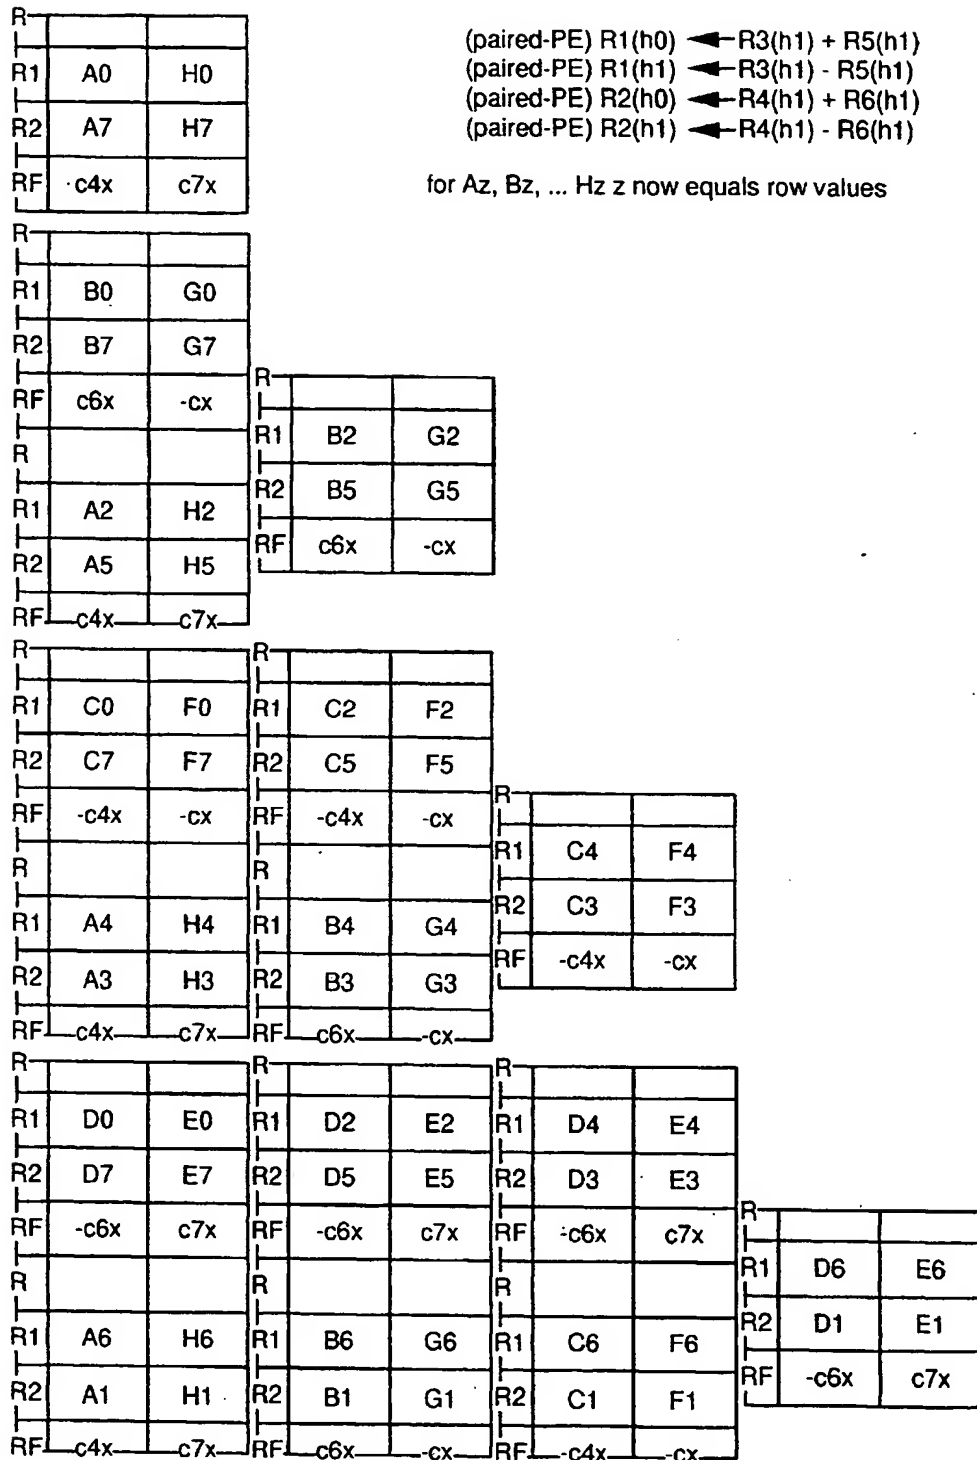 (paired-PE) R1(h0) ◄ R3(h1) + R5(h1)
(paired-PE) R1(h1) ◄ R3(h1) - R5(h1)
(paired-PE) R2(h0) ◄ R4(h1) + R6(h1)
(paired-PE) R2(h1) ◄ R4(h1) - R6(h1)
for Az, Bz, ... Hz z now equals row values
R
R1 A0 H0
R2 A7 H7
RF c4x c7x
R
R1 B0 G0
R2 B7 G7
RF c6x -cx
R
R1 A2 H2
R2 A5 H5
RF c4x c7x
R
R1 B2 G2
R2 B5 G5
RF c6x -cx
R
R1 C0 F0
R2 C7 F7
RF -c4x -cx
R
R1 A4 H4
R2 A3 H3
RF c4x c7x
R
R1 C2 F2
R2 C5 F5
RF -c4x -cx
R
R1 B4 G4
R2 B3 G3
RF c6x -cx
R
R1 C4 F4
R2 C3 F3
RF -c4x -cx
R
R1 D0 E0
R2 D7 E7
RF -c6x c7x
R
R1 A6 H6
R2 A1 H1
RF c4x c7x
R
R1 D2 E2
R2 D5 E5
RF -c6x c7x
R
R1 B6 G6
R2 B1 G1
RF c6x -cx
R
R1 D4 E4
R2 D3 E3
RF -c6x c7x
R
R1 C6 F6
R2 C1 F1
RF -c4x -cx
R
R1 D6 E6
R2 D1 E1
RF -c6x c7x